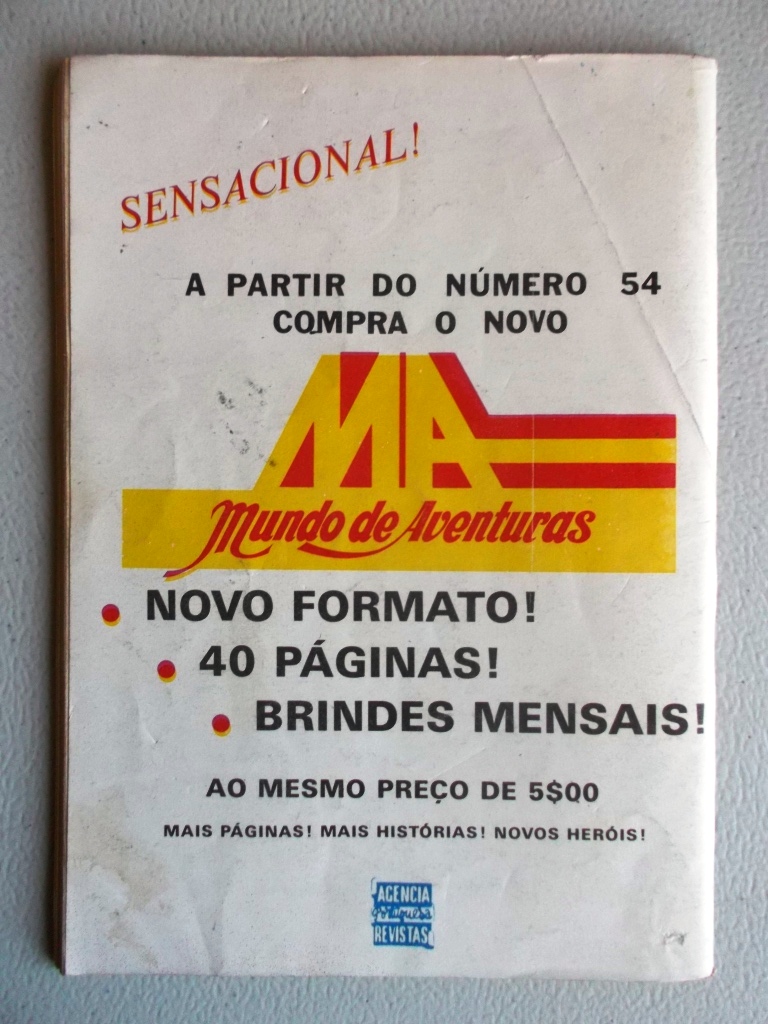 SENSACIONAL!
A PARTIR DO NÚMERO 54
COMPRA O NOVO
MA
Mundo de Aventuras
NOVO FORMATO!
40 PÁGINAS!
BRINDES MENSAIS!
AO MESMO PREÇO DE 5$00
MAIS PÁGINAS! MAIS HISTÓRIAS! NOVOS HERÓIS!
AGENCIA
Portuguesa
REVISTAS